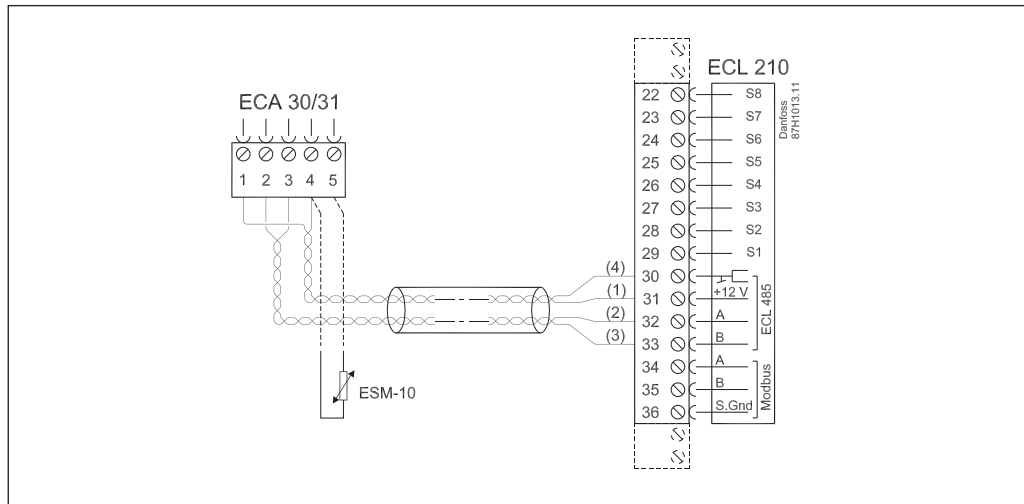 ECL 210
ECA 30/31
1 2 3 4 5
22 S8
23 S7
24 S6
25 S5
26 S4
27 S3
28 S2
29 S1
(4) 30
(1) 31 +12 V
(2) 32 A
(3) 33 B
34 A
35 B
36 S.Gnd
ECL 485
Modbus
Danfoss
87H1013.11
ESM-10